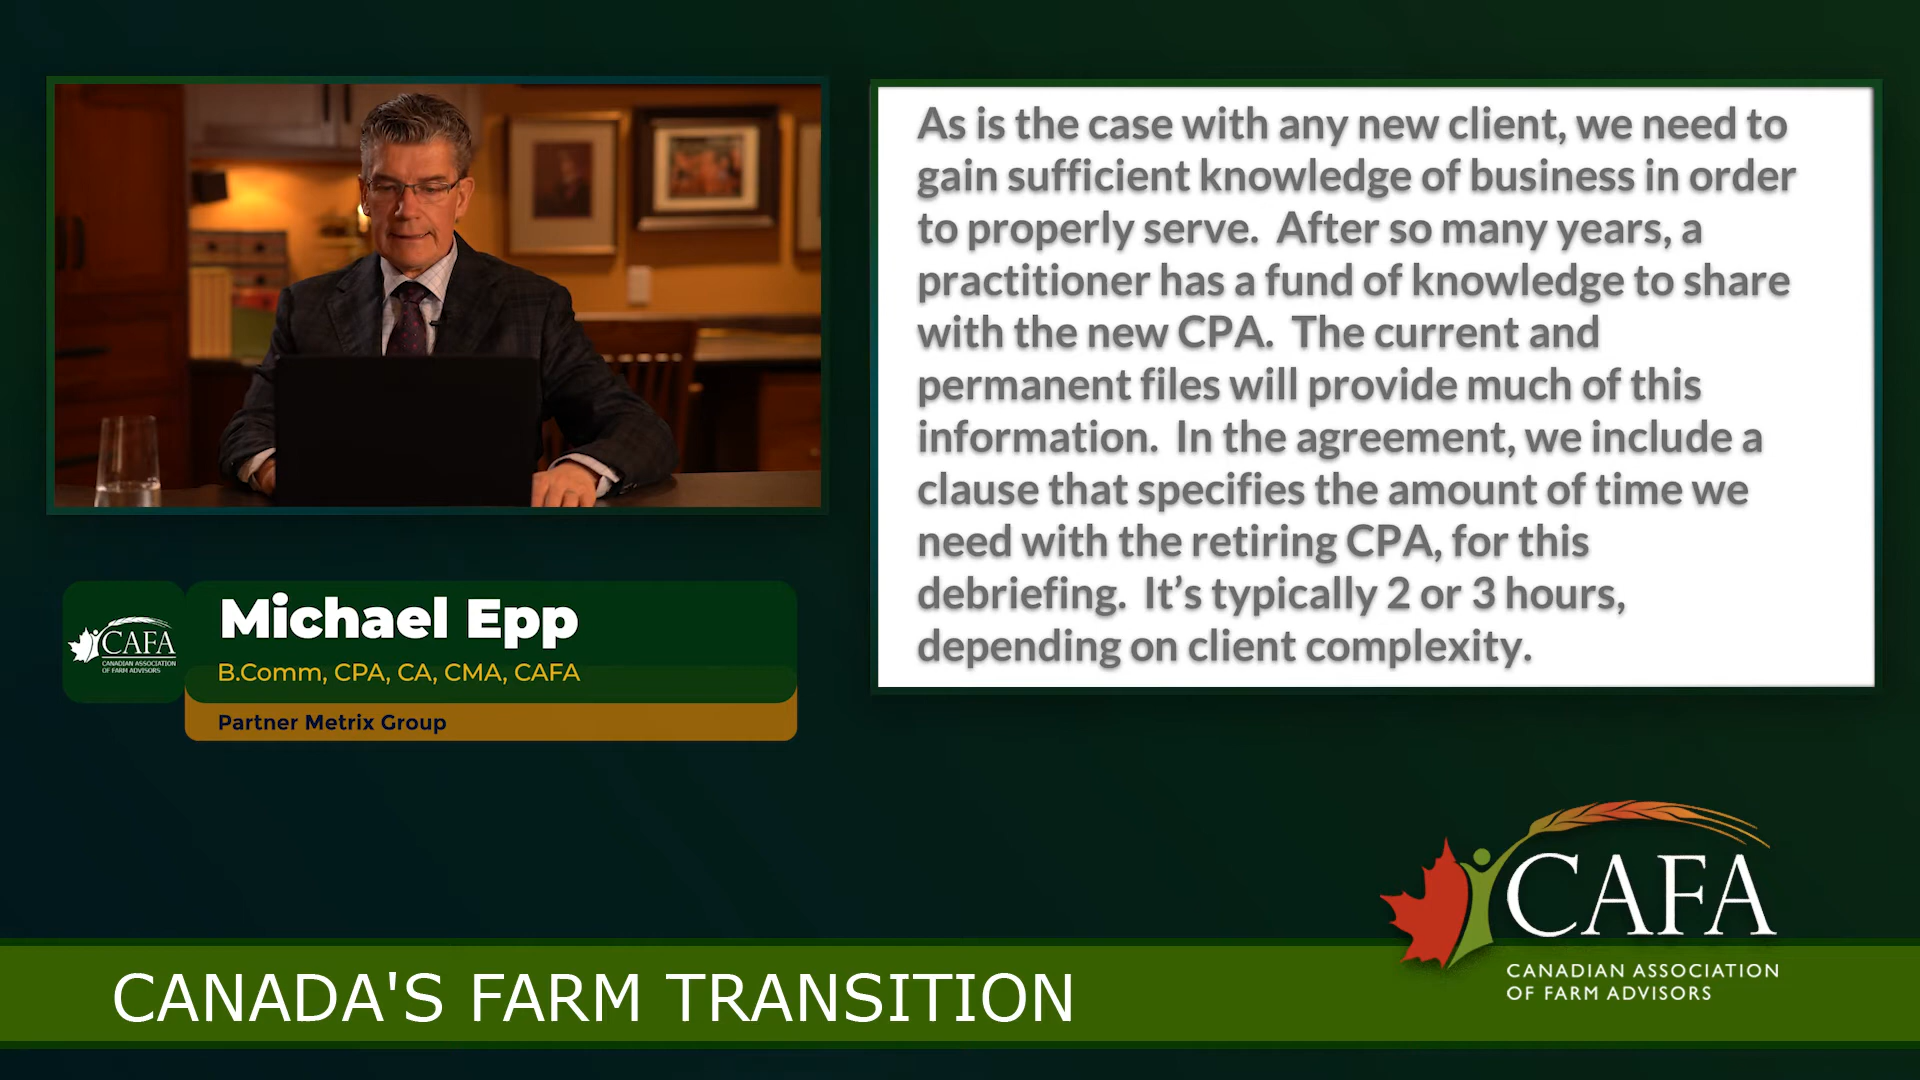 As is the case with any new client, we need to
gain sufficient knowledge of business in order
to properly serve.  After so many years, a
practitioner has a fund of knowledge to share
with the new CPA.  The current and
permanent files will provide much of this
information.  In the agreement, we include a
clause that specifies the amount of time we
need with the retiring CPA, for this
debriefing.  It’s typically 2 or 3 hours,
depending on client complexity.
CAFA
CANADIAN ASSOCIATION
OF FARM ADVISORS
Michael Epp
B.Comm, CPA, CA, CMA, CAFA
Partner Metrix Group
CAFA
CANADIAN ASSOCIATION
OF FARM ADVISORS
CANADA'S FARM TRANSITION